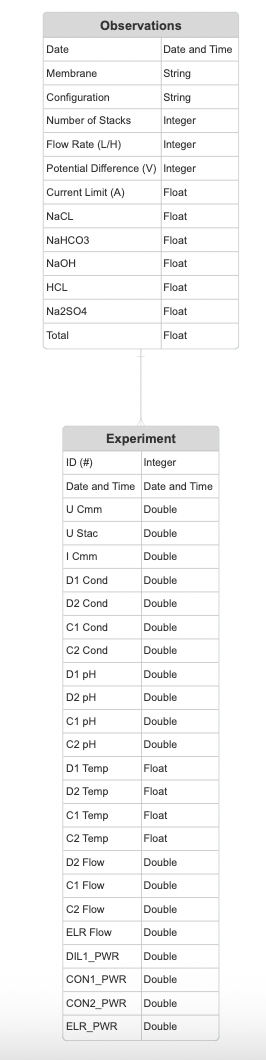 Observations
Date Date and Time
Membrane String
Configuration String
Number of Stacks Integer
Flow Rate (L/H) Integer
Potential Difference (V) Integer
Current Limit (A) Float
NaCL Float
NaHCO3 Float
NaOH Float
HCL Float
Na2SO4 Float
Total Float
Experiment
ID (#) Integer
Date and Time Date and Time
U Cmm Double
U Stac Double
I Cmm Double
D1 Cond Double
D2 Cond Double
C1 Cond Double
C2 Cond Double
D1 pH Double
D2 pH Double
C1 pH Double
C2 pH Double
D1 Temp Float
D2 Temp Float
C1 Temp Float
C2 Temp Float
D2 Flow Double
C1 Flow Double
C2 Flow Double
ELR Flow Double
DIL1_PWR Double
CON1_PWR Double
CON2_PWR Double
ELR_PWR Double